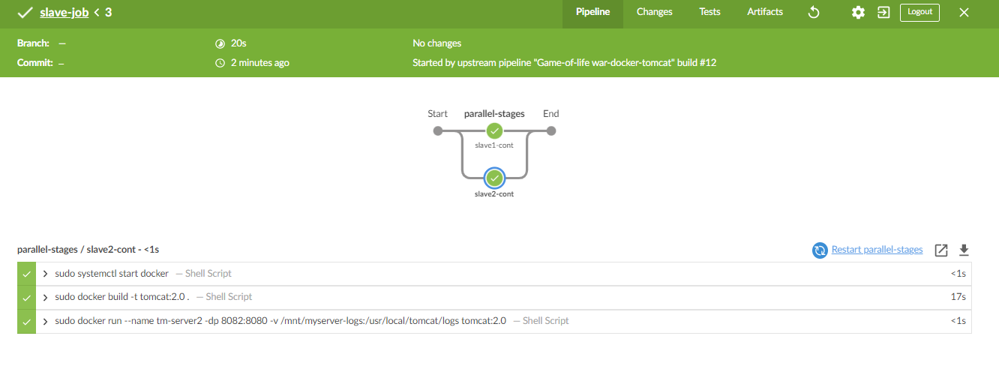 slave-job < 3
Pipeline Changes Tests Artifacts Logout
Branch: — 20s No changes
Commit: — 2 minutes ago Started by upstream pipeline "Game-of-life war-docker-tomcat" build #12
Start parallel-stages End
slave1-cont
slave2-cont
parallel-stages / slave2-cont - <1s Restart parallel-stages
sudo systemctl start docker — Shell Script <1s
sudo docker build -t tomcat:2.0 . — Shell Script 17s
sudo docker run --name tm-server2 -dp 8082:8080 -v /mnt/myserver-logs:/usr/local/tomcat/logs tomcat:2.0 — Shell Script <1s